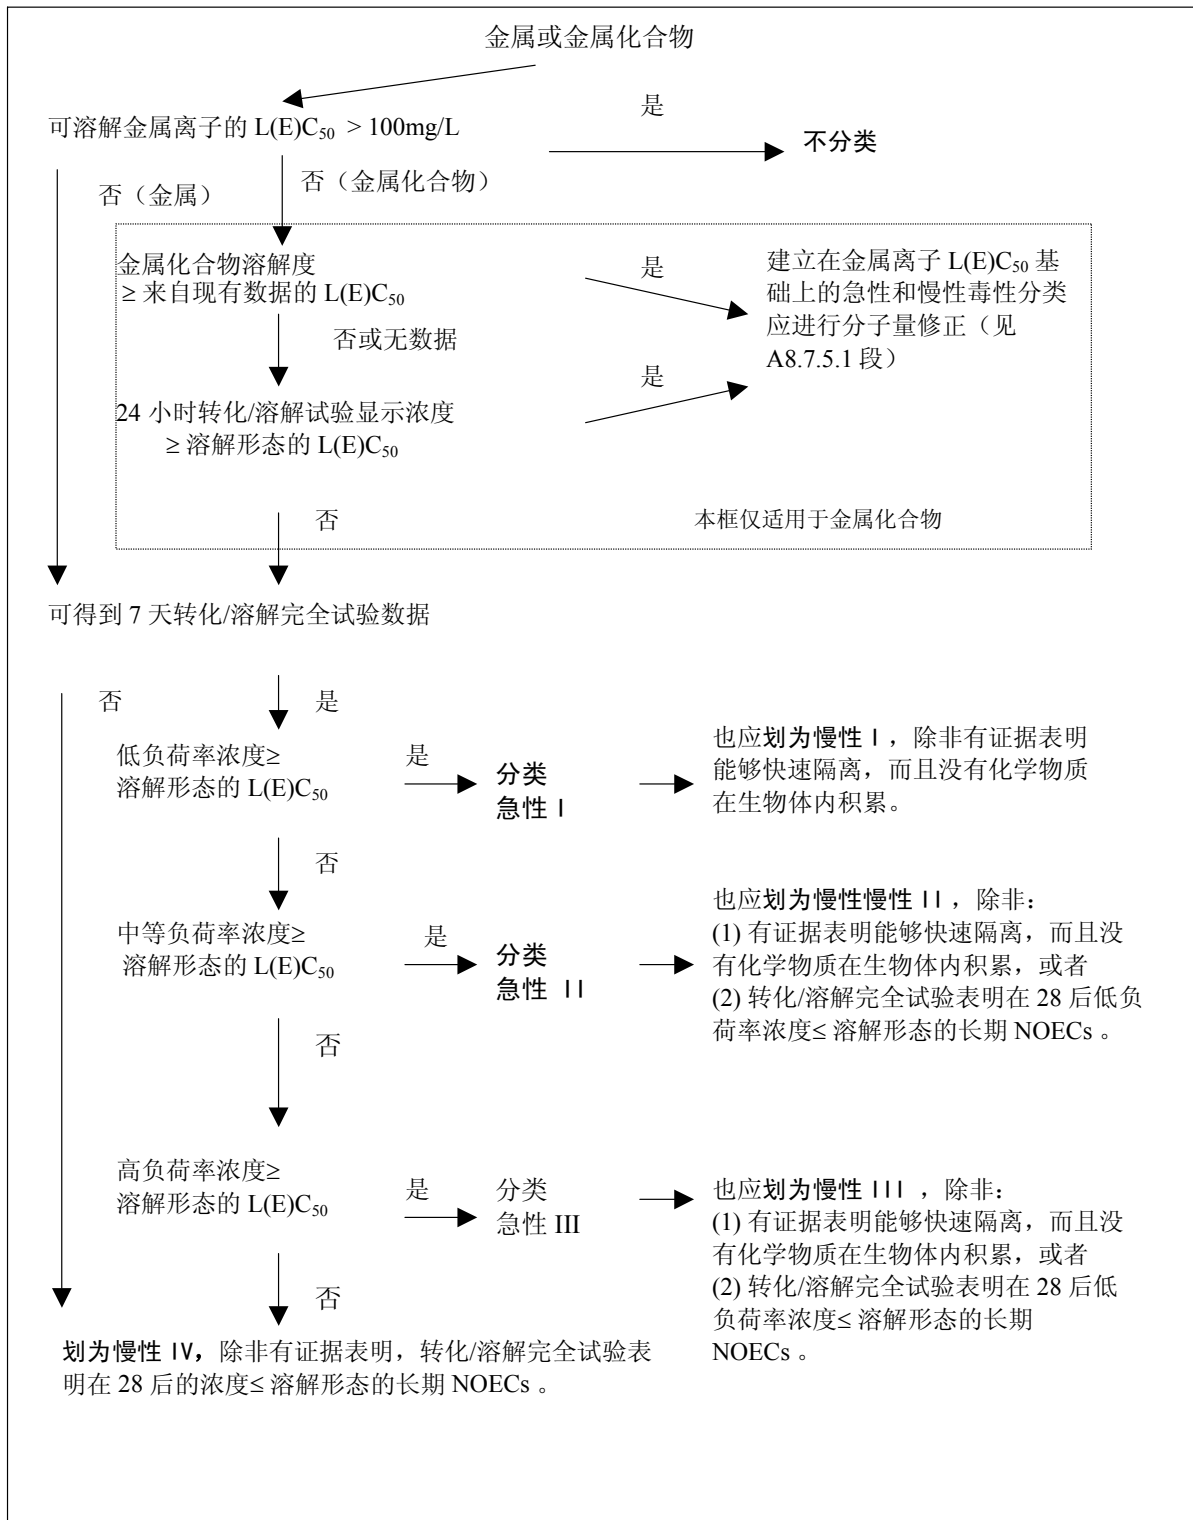 金属或金属化合物
是
可溶解金属离子的 L(E)C₅₀ > 100mg/L
不分类
否（金属）
否（金属化合物）
金属化合物溶解度
≥ 来自现有数据的 L(E)C₅₀
是
建立在金属离子 L(E)C₅₀ 基
础上的急性和慢性毒性分类
应进行分子量修正（见
A8.7.5.1 段）
否或无数据
是
24 小时转化/溶解试验显示浓度
≥ 溶解形态的 L(E)C₅₀
否
本框仅适用于金属化合物
可得到 7 天转化/溶解完全试验数据
否
是
低负荷率浓度≥
溶解形态的 L(E)C₅₀
是
分类
急性 I
也应划为慢性 I ，除非有证据表明
能够快速隔离，而且没有化学物质
在生物体内积累。
否
中等负荷率浓度≥
溶解形态的 L(E)C₅₀
是
分类
急性 II
也应划为慢性慢性 II ，除非：
(1) 有证据表明能够快速隔离，而且没
有化学物质在生物体内积累，或者
(2) 转化/溶解完全试验表明在 28 后低负
荷率浓度≤ 溶解形态的长期 NOECs 。
否
高负荷率浓度≥
溶解形态的 L(E)C₅₀
是
分类
急性 III
也应划为慢性 III ，除非：
(1) 有证据表明能够快速隔离，而且没
有化学物质在生物体内积累，或者
(2) 转化/溶解完全试验表明在 28 后低
负荷率浓度≤ 溶解形态的长期
NOECs 。
否
划为慢性 IV，除非有证据表明，转化/溶解完全试验表
明在 28 后的浓度≤ 溶解形态的长期 NOECs 。